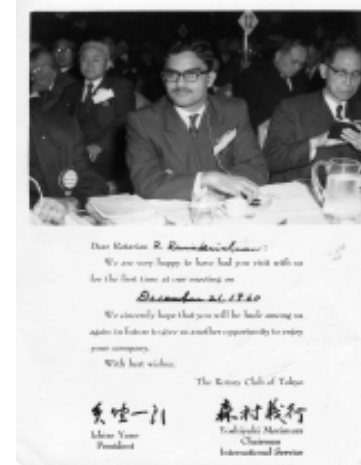 Dear Rotarian R.
We are very happy to have had you visit with us
for the first time at our meeting on
December 21, 1960
We sincerely hope that you will be back among us
again in future to give us another opportunity to enjoy
your company.
With best wishes,
The Rotary Club of Tokyo
森村義行
Ichiro Yano
President
Yoshiyuki Morimura
Chairman
International Service